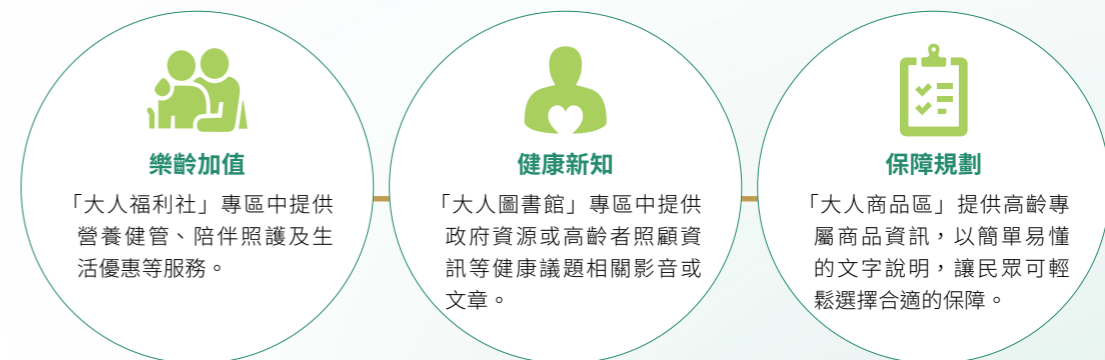 樂齡加值
「大人福利社」專區中提供
營養健管、陪伴照護及生
活優惠等服務。
健康新知
「大人圖書館」專區中提供
政府資源或高齡者照顧資
訊等健康議題相關影音或
文章。
保障規劃
「大人商品區」提供高齡專
屬商品資訊，以簡單易懂
的文字說明，讓民眾可輕
鬆選擇合適的保障。